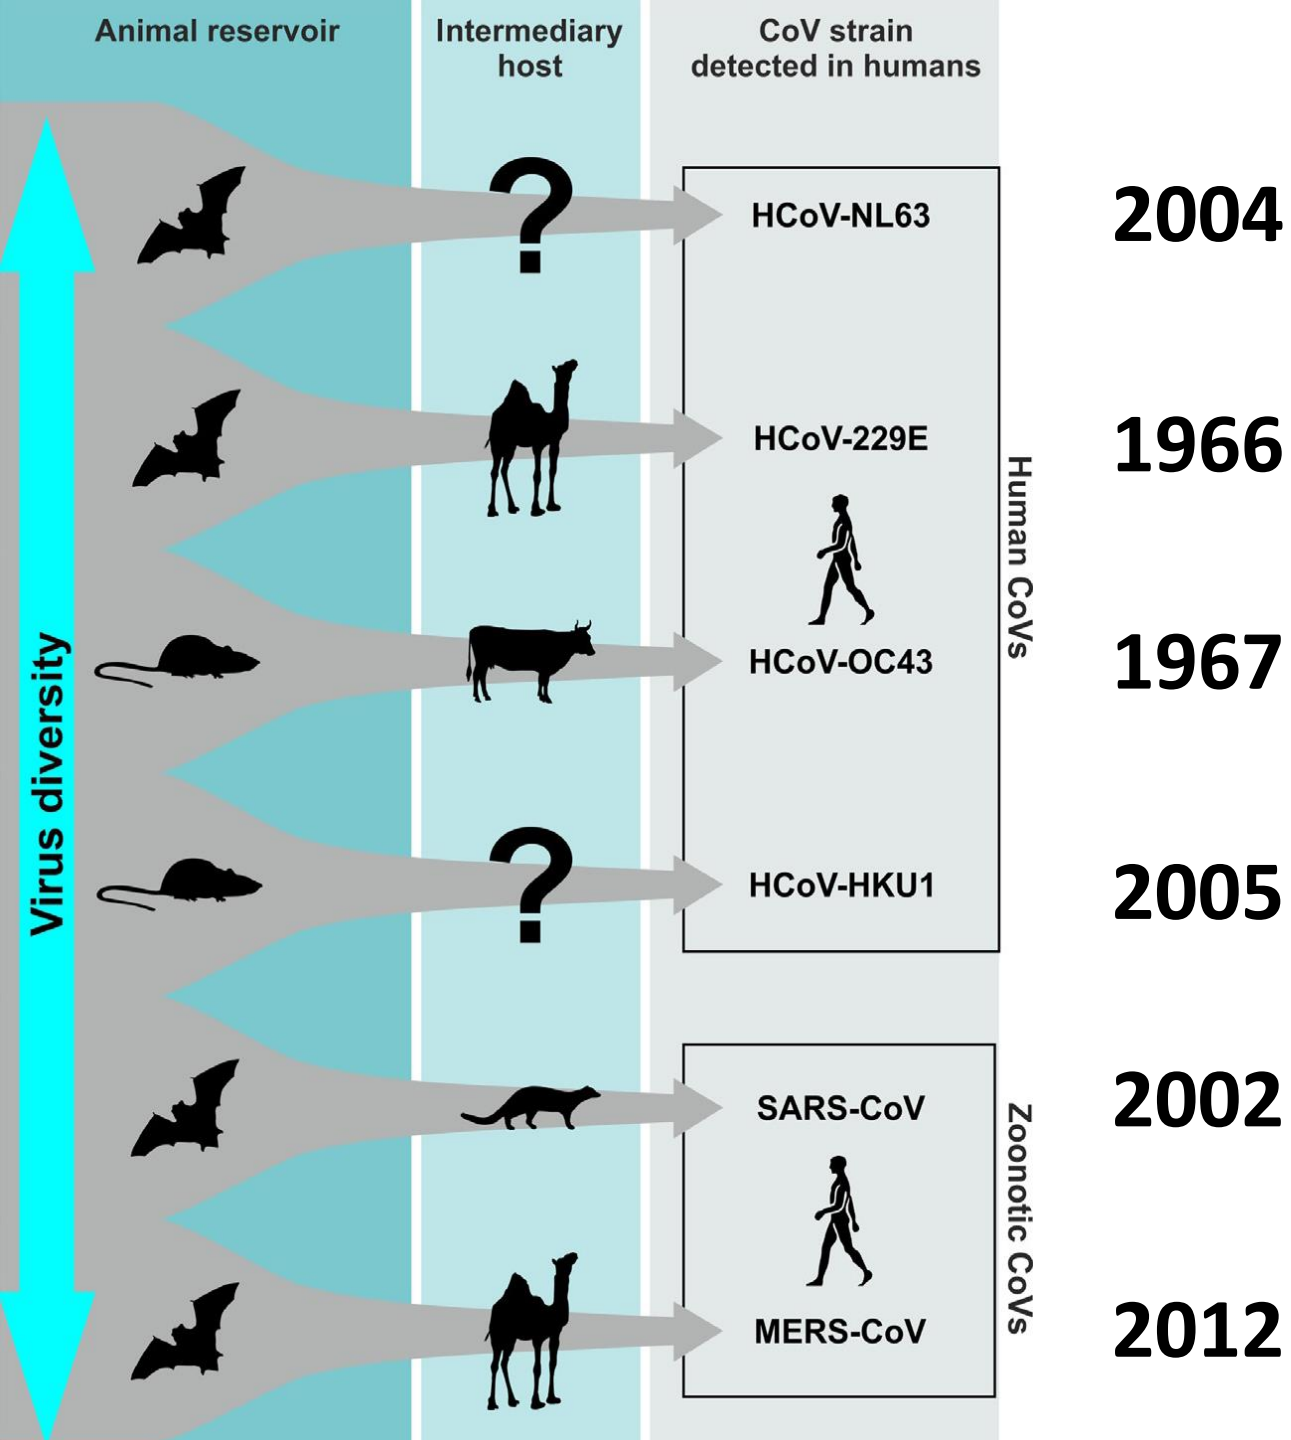 Animal reservoir
Intermediary
host
CoV strain
detected in humans
?
HCoV-NL63
2004
HCoV-229E
1966
HCoV-OC43
1967
?
HCoV-HKU1
2005
Human CoVs
SARS-CoV
2002
MERS-CoV
2012
Zoonotic CoVs
Virus diversity